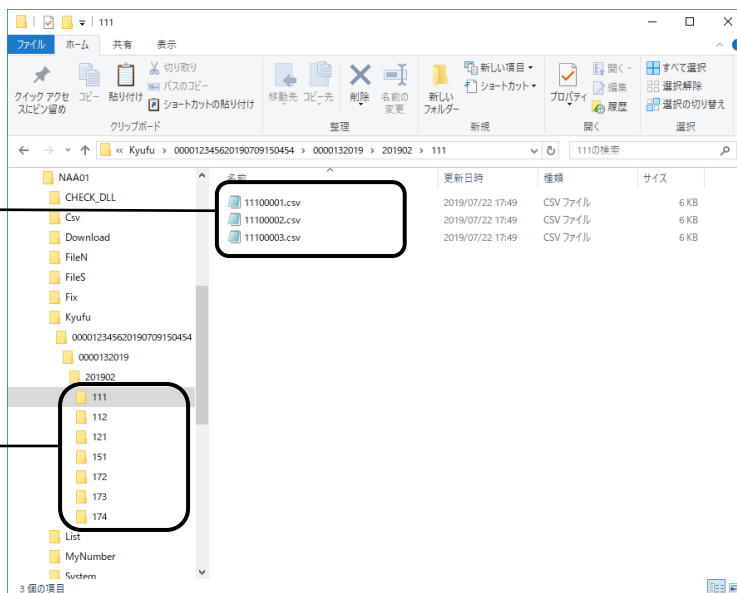 111
ファイル ホーム 共有 表示
クイック アクセスにピン留め
コピー
貼り付け
切り取り
パスのコピー
ショートカットの貼り付け
移動先
コピー先
削除
名前の変更
新しいフォルダー
新しい項目
ショートカット
プロパティ
開く
編集
履歴
すべて選択
選択解除
選択の切り替え
クリップボード 整理 新規 開く 選択
« Kyufu › 000012345620190709150454 › 0000132019 › 201902 › 111
111の検索
名前 更新日時 種類 サイズ
11100001.csv 2019/07/22 17:49 CSV ファイル 6 KB
11100002.csv 2019/07/22 17:49 CSV ファイル 6 KB
11100003.csv 2019/07/22 17:49 CSV ファイル 6 KB
NAA01
CHECK_DLL
Csv
Download
FileN
FileS
Fix
Kyufu
000012345620190709150454
0000132019
201902
111
112
121
151
172
173
174
List
MyNumber
System
3 個の項目